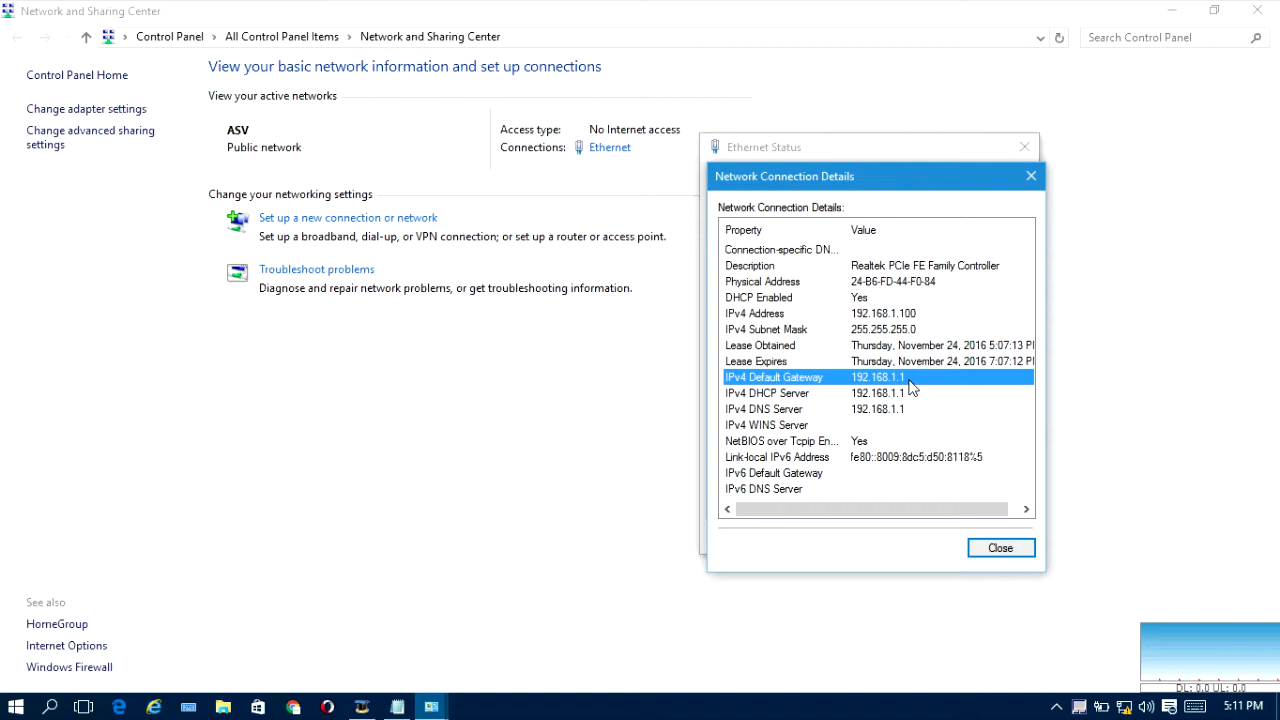 Network and Sharing Center
Control Panel > All Control Panel Items > Network and Sharing Center
Search Control Panel
Control Panel Home
Change adapter settings
Change advanced sharing
settings
View your basic network information and set up connections
View your active networks
ASV
Public network
Access type: No Internet access
Connections: Ethernet
Change your networking settings
Set up a new connection or network
Set up a broadband, dial-up, or VPN connection; or set up a router or access point.
Troubleshoot problems
Diagnose and repair network problems, or get troubleshooting information.
Ethernet Status
Network Connection Details
Network Connection Details:
Property Value
Connection-specific DN...
Description Realtek PCIe FE Family Controller
Physical Address 24-B6-FD-44-F0-84
DHCP Enabled Yes
IPv4 Address 192.168.1.100
IPv4 Subnet Mask 255.255.255.0
Lease Obtained Thursday, November 24, 2016 5:07:13 P
Lease Expires Thursday, November 24, 2016 7:07:12 P
IPv4 Default Gateway 192.168.1.1
IPv4 DHCP Server 192.168.1.1
IPv4 DNS Server 192.168.1.1
IPv4 WINS Server
NetBIOS over Tcpip En... Yes
Link-local IPv6 Address fe80::8009:8dc5:d50:8118%5
IPv6 Default Gateway
IPv6 DNS Server
Close
See also
HomeGroup
Internet Options
Windows Firewall
DL: 0.0 UL: 0.0
5:11 PM